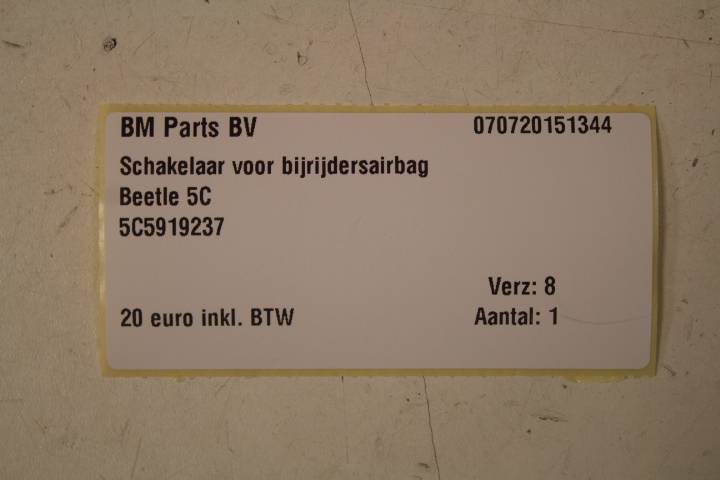 BM Parts BV 070720151344
Schakelaar voor bijrijdersairbag
Beetle 5C
5C5919237
Verz: 8
20 euro inkl. BTW Aantal: 1